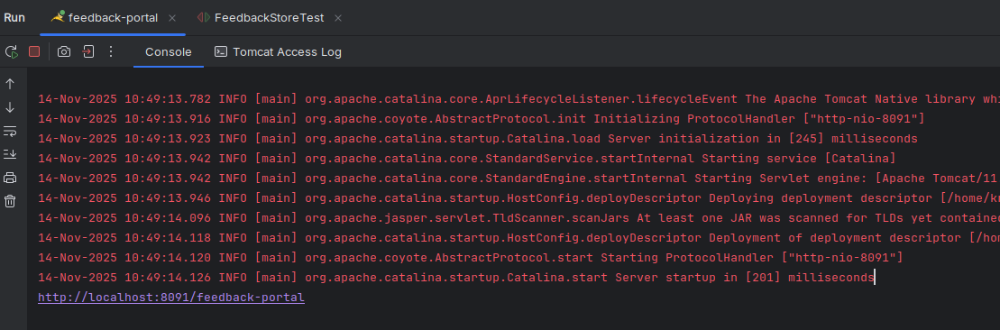 Run feedback-portal FeedbackStoreTest
Console Tomcat Access Log
14-Nov-2025 10:49:13.782 INFO [main] org.apache.catalina.core.AprLifecycleListener.lifecycleEvent The Apache Tomcat Native library whi
14-Nov-2025 10:49:13.916 INFO [main] org.apache.coyote.AbstractProtocol.init Initializing ProtocolHandler ["http-nio-8091"]
14-Nov-2025 10:49:13.923 INFO [main] org.apache.catalina.startup.Catalina.load Server initialization in [245] milliseconds
14-Nov-2025 10:49:13.942 INFO [main] org.apache.catalina.core.StandardService.startInternal Starting service [Catalina]
14-Nov-2025 10:49:13.942 INFO [main] org.apache.catalina.core.StandardEngine.startInternal Starting Servlet engine: [Apache Tomcat/11
14-Nov-2025 10:49:13.946 INFO [main] org.apache.catalina.startup.HostConfig.deployDescriptor Deploying deployment descriptor [/home/kr
14-Nov-2025 10:49:14.096 INFO [main] org.apache.jasper.servlet.TldScanner.scanJars At least one JAR was scanned for TLDs yet contained
14-Nov-2025 10:49:14.118 INFO [main] org.apache.catalina.startup.HostConfig.deployDescriptor Deployment of deployment descriptor [/hom
14-Nov-2025 10:49:14.120 INFO [main] org.apache.coyote.AbstractProtocol.start Starting ProtocolHandler ["http-nio-8091"]
14-Nov-2025 10:49:14.126 INFO [main] org.apache.catalina.startup.Catalina.start Server startup in [201] milliseconds
http://localhost:8091/feedback-portal